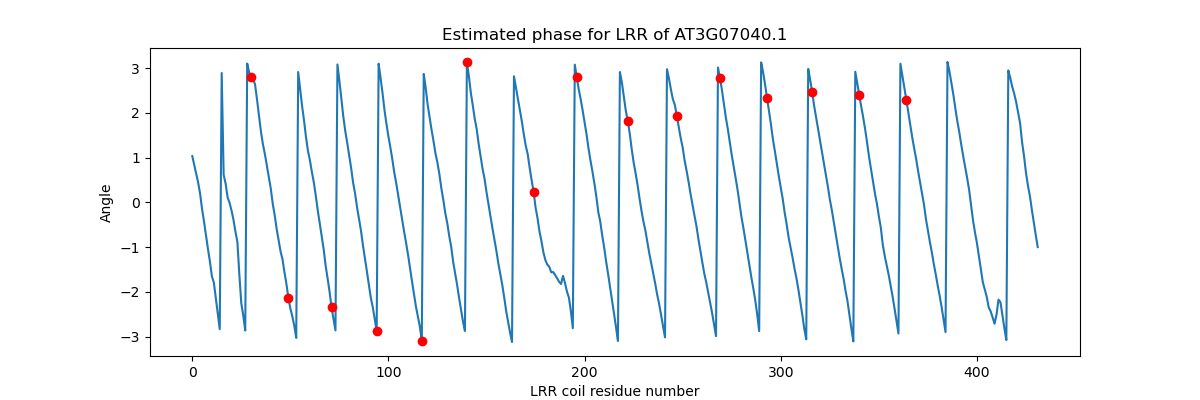 Estimated phase for LRR of AT3G07040.1
3
2
1
0
−1
−2
−3
Angle
0 100 200 300 400
LRR coil residue number